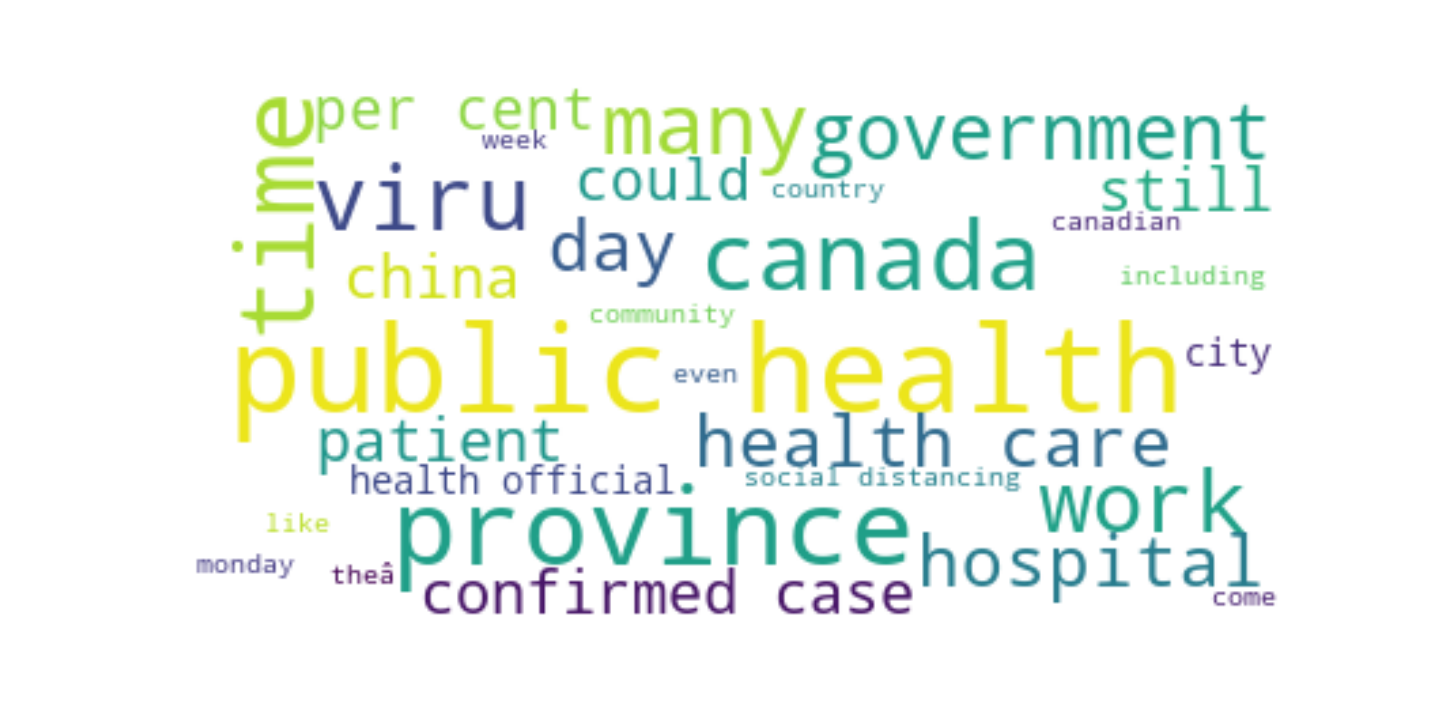 time
per cent
many
government
week
viru
could
country
still
canadian
day
canada
china
including
community
public health
even
city
patient
health care
health official
social distancing
work
like
province
hospital
monday
theâ
confirmed case
come